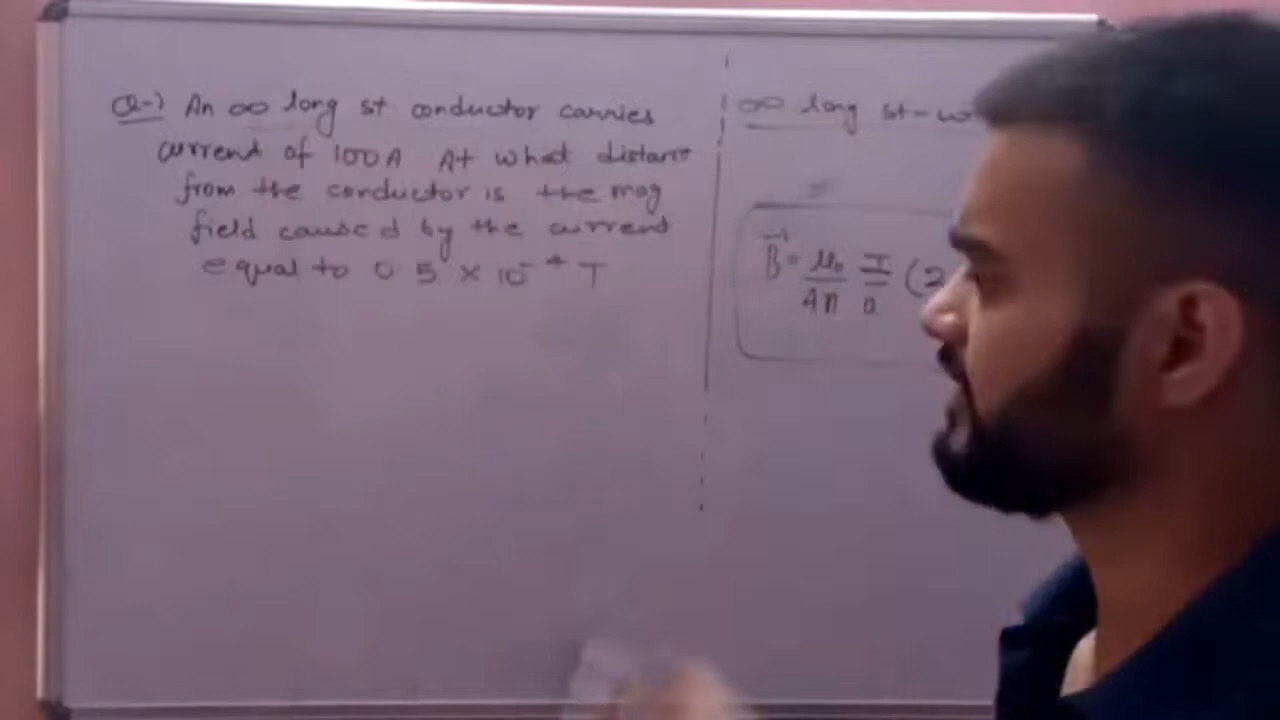 Q-) An ∞ long st. conductor carries
current of 100A At what distance
from the conductor is the mag
field caused by the current
equal to 0.5 × 10⁻⁴ T
∞ long st-w
B = μ₀/4π I/a (2